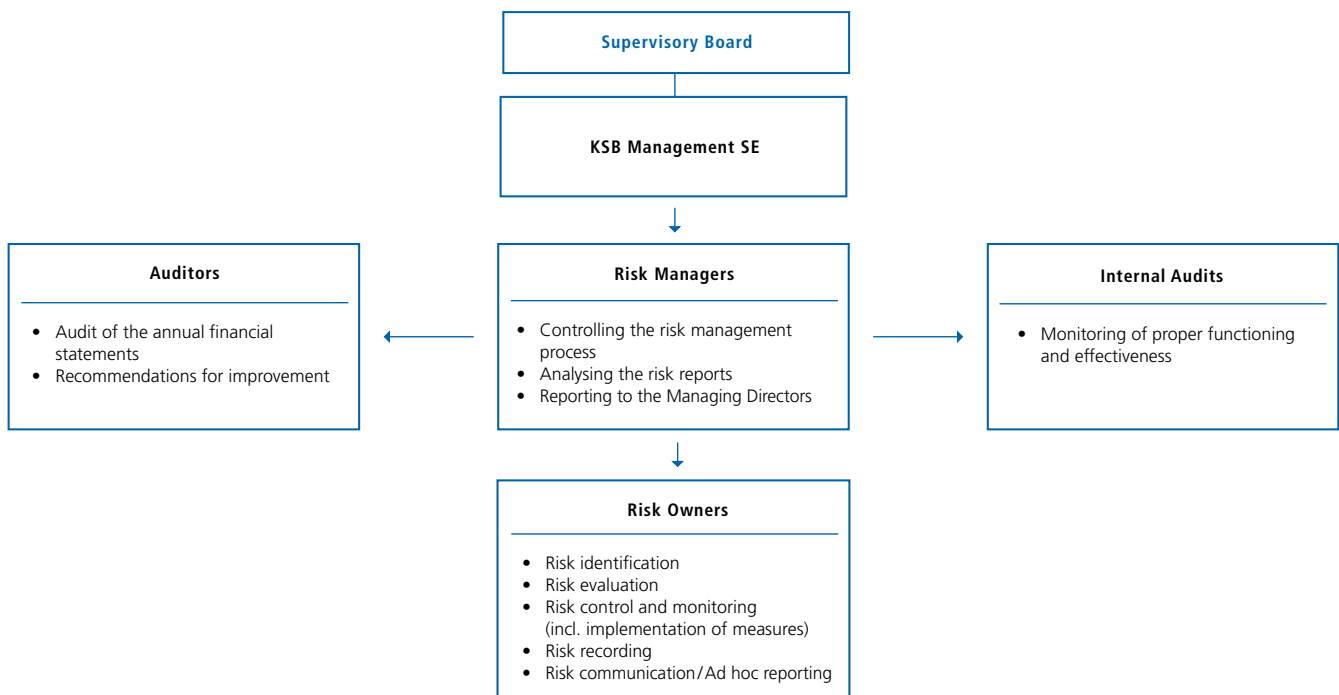 Supervisory Board
KSB Management SE
Auditors
• Audit of the annual financial
statements
• Recommendations for improvement
Risk Managers
• Controlling the risk management
process
• Analysing the risk reports
• Reporting to the Managing Directors
Internal Audits
• Monitoring of proper functioning
and effectiveness
Risk Owners
• Risk identification
• Risk evaluation
• Risk control and monitoring
(incl. implementation of measures)
• Risk recording
• Risk communication/Ad hoc reporting